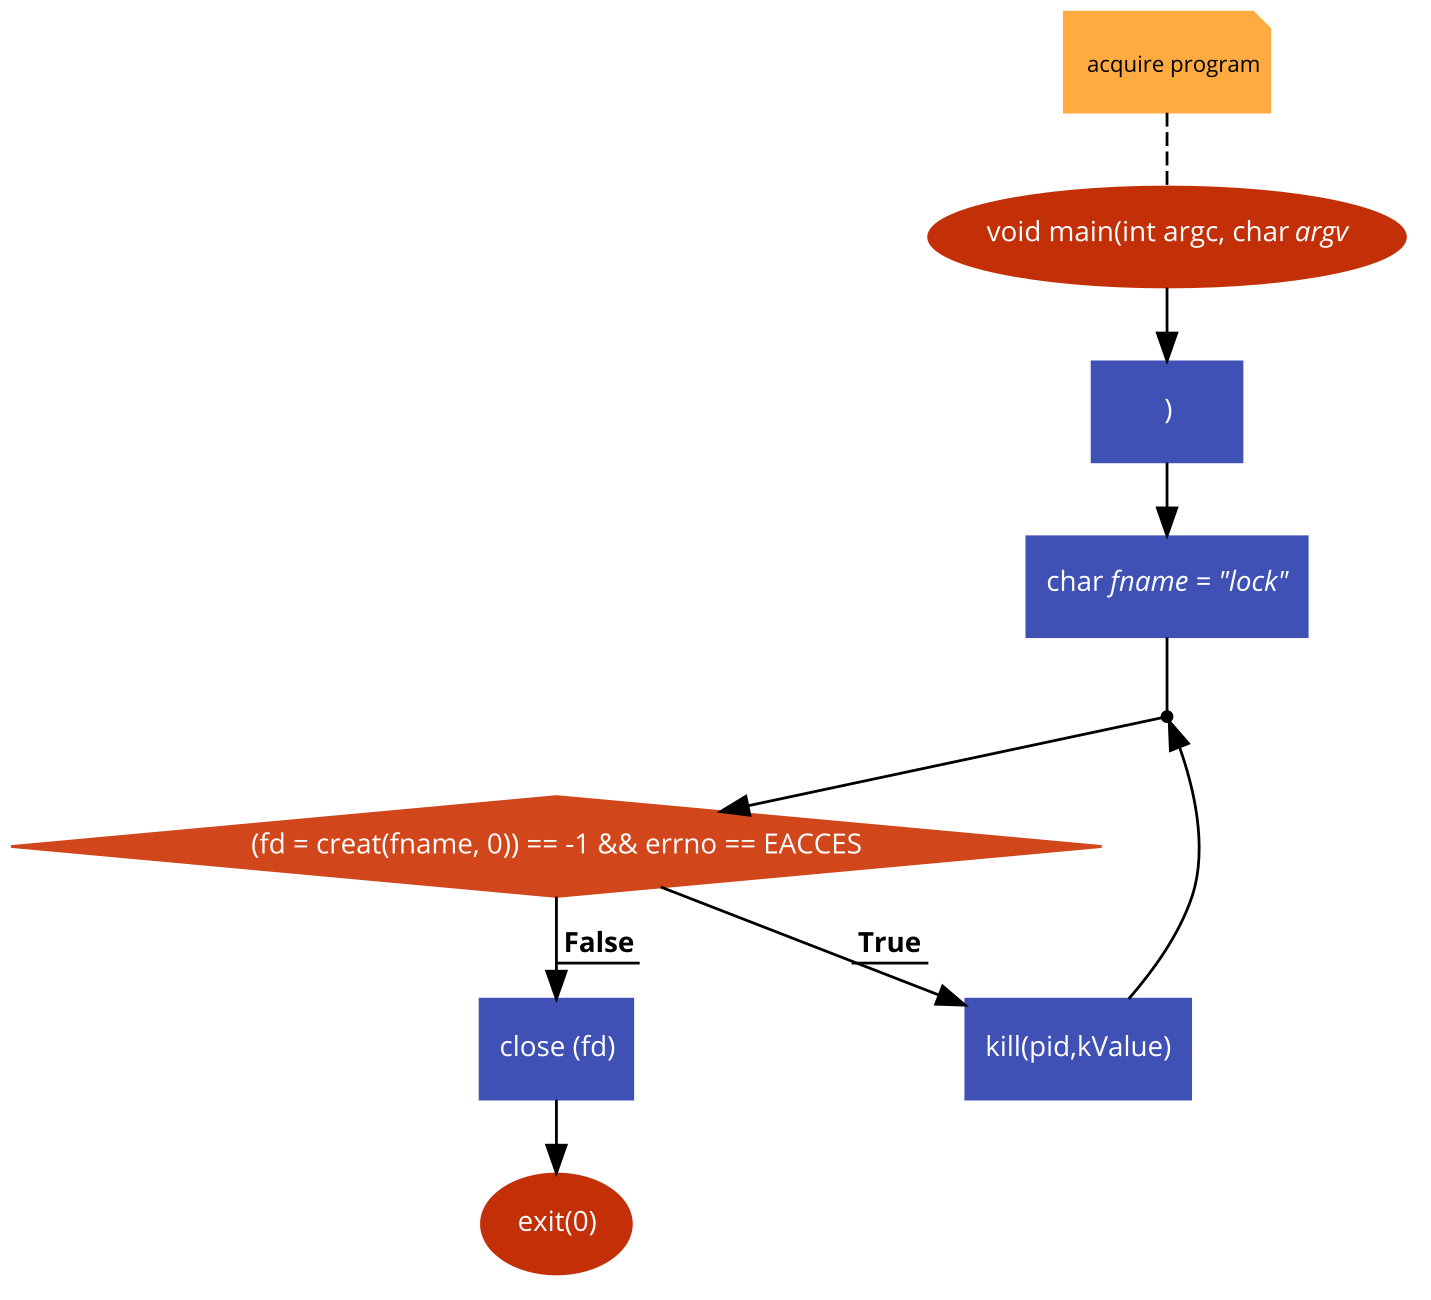 acquire program
void main(int argc, char argv
)
char fname = "lock"
(fd = creat(fname, 0)) == -1 && errno == EACCES
False
True
close (fd)
kill(pid,kValue)
exit(0)